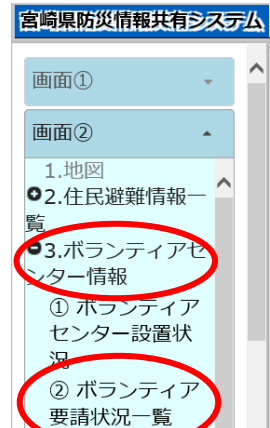 宮崎県防災情報共有システム
画面①
画面②
1.地図
2.住民避難情報一
覧
3.ボランティアセ
ンター情報
① ボランティア
センター設置状
況
② ボランティア
要請状況一覧